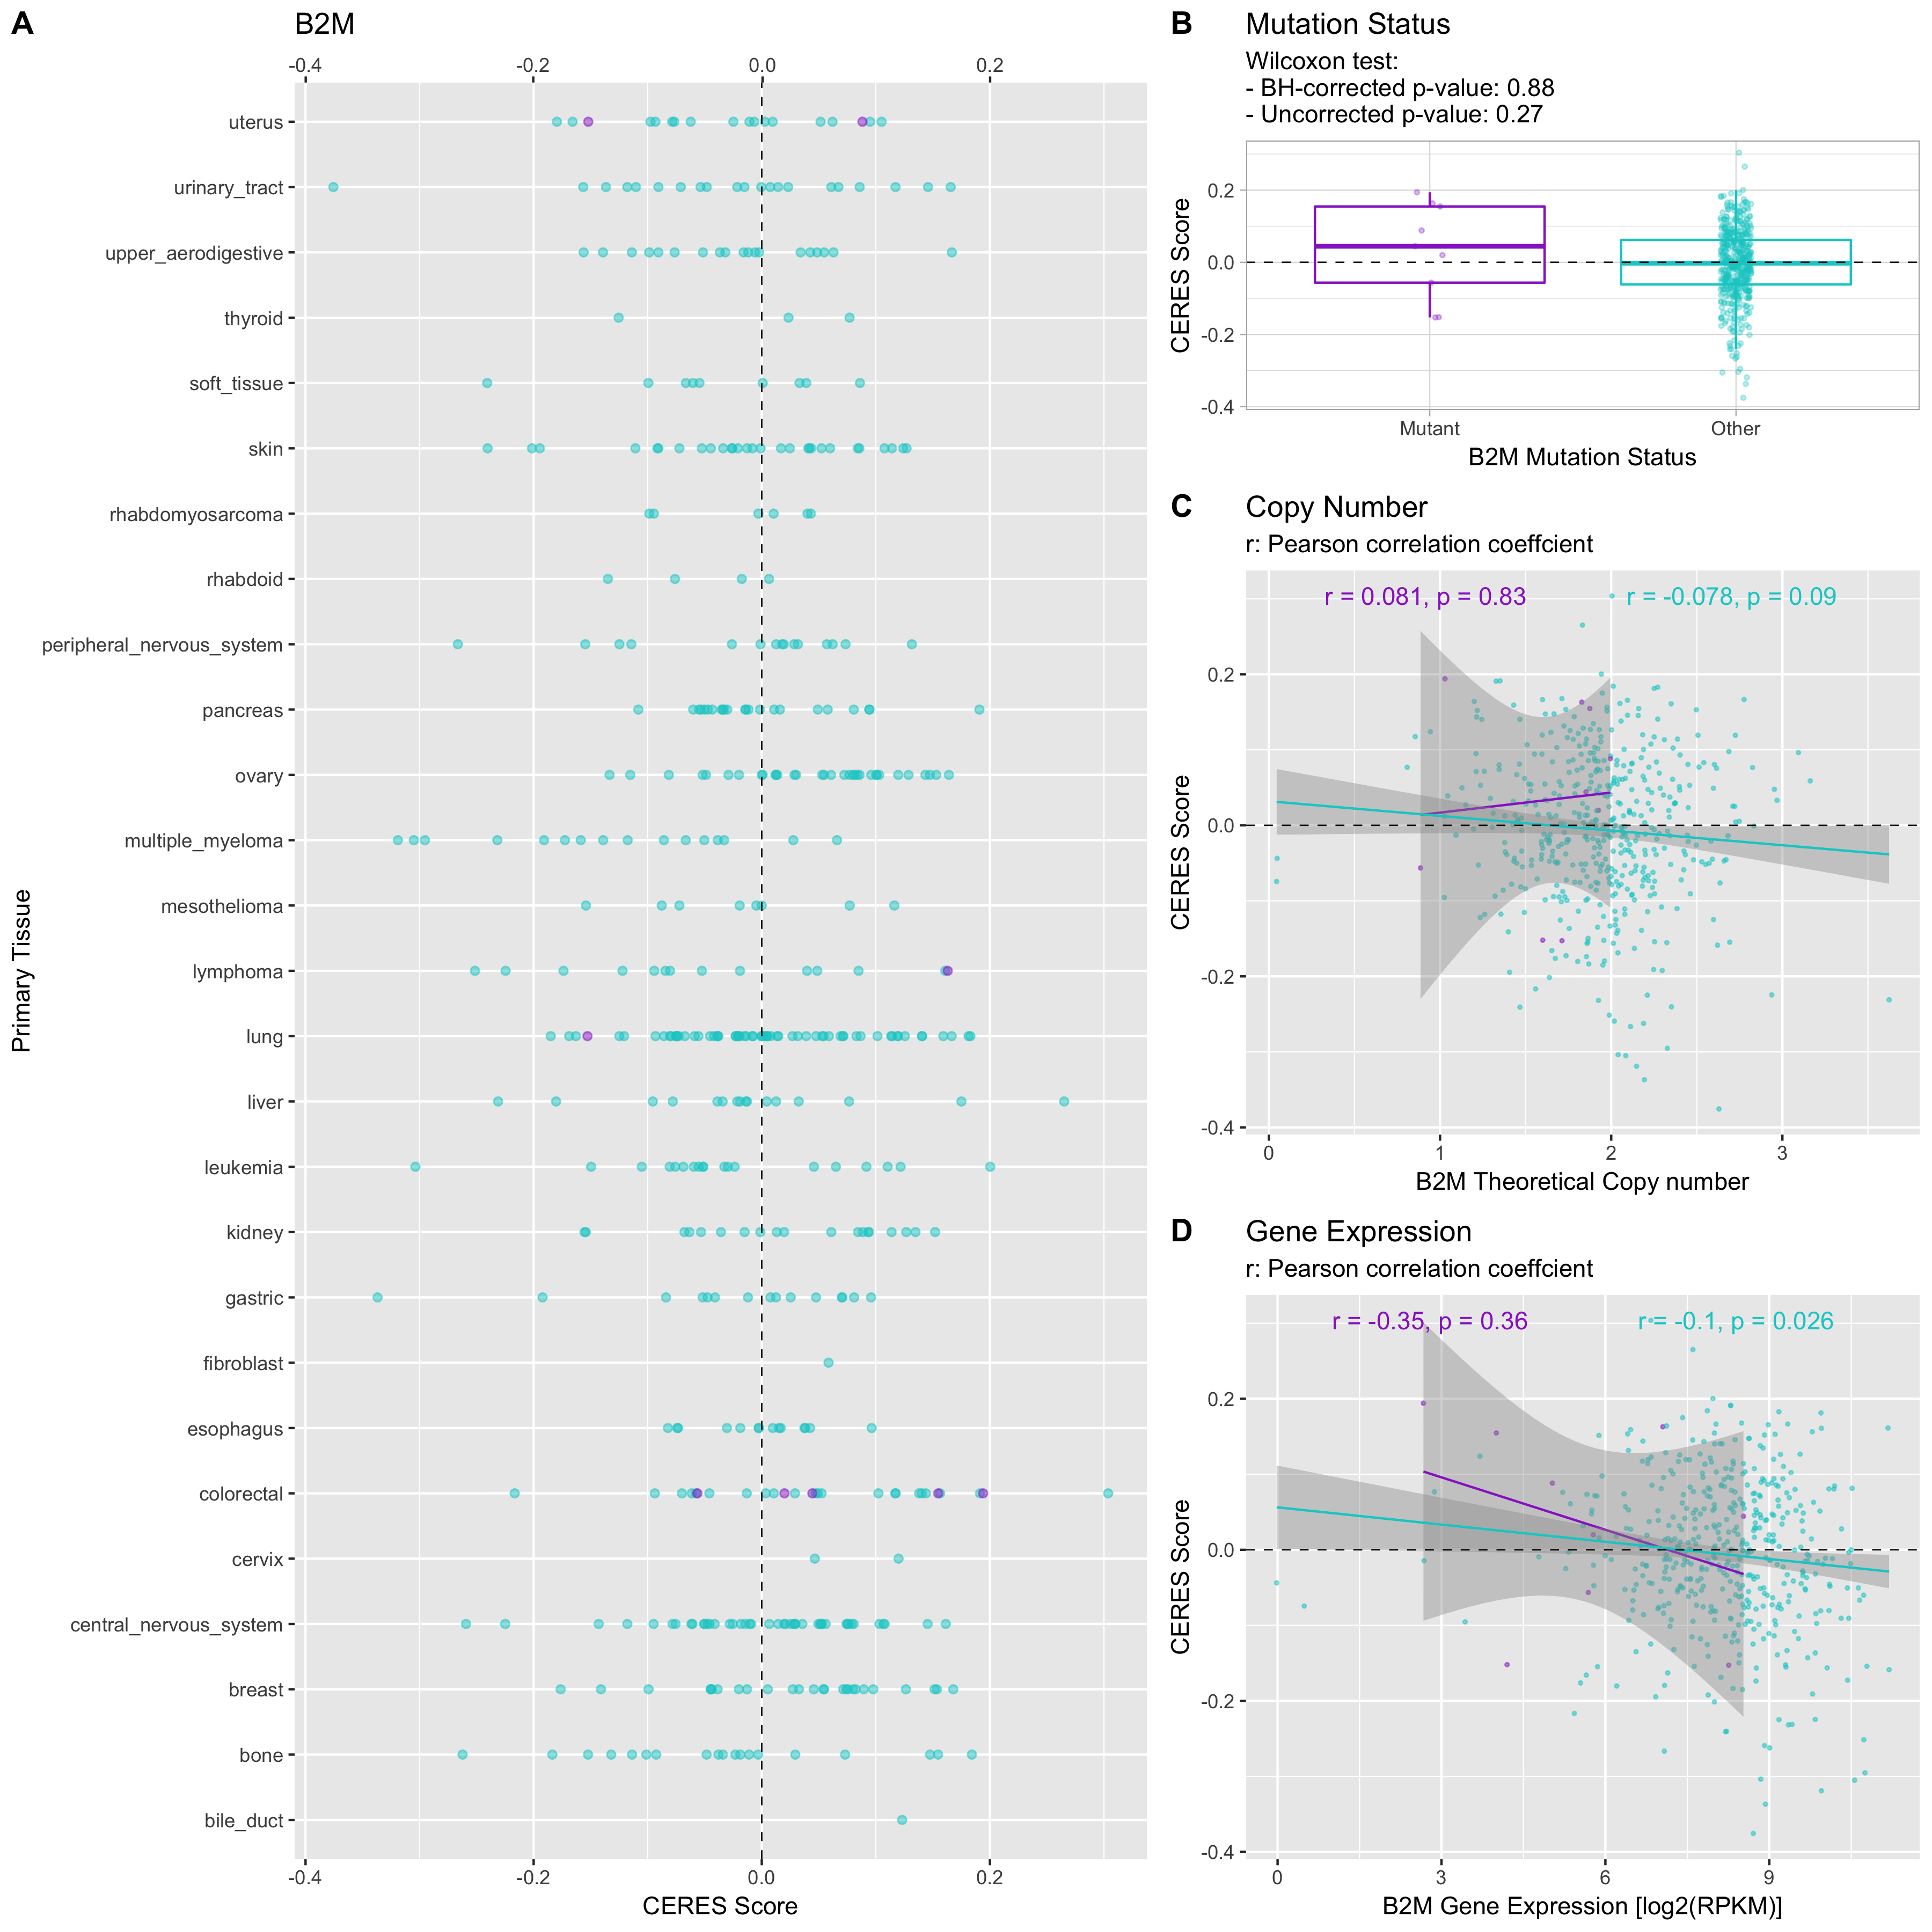 A
B2M
-0.4 -0.2 0.0 0.2
uterus
urinary_tract
upper_aerodigestive
thyroid
soft_tissue
skin
rhabdomyosarcoma
rhabdoid
peripheral_nervous_system
pancreas
ovary
multiple_myeloma
mesothelioma
lymphoma
lung
liver
leukemia
kidney
gastric
fibroblast
esophagus
colorectal
cervix
central_nervous_system
breast
bone
bile_duct
Primary Tissue
-0.4 -0.2 0.0 0.2
CERES Score
B Mutation Status
Wilcoxon test:
- BH-corrected p-value: 0.88
- Uncorrected p-value: 0.27
CERES Score
0.2
0.0
-0.2
-0.4
Mutant Other
B2M Mutation Status
C Copy Number
r: Pearson correlation coeffcient
r = 0.081, p = 0.83 r = -0.078, p = 0.09
CERES Score
0.2
0.0
-0.2
-0.4
0 1 2 3
B2M Theoretical Copy number
D Gene Expression
r: Pearson correlation coeffcient
r = -0.35, p = 0.36 r = -0.1, p = 0.026
CERES Score
0.2
0.0
-0.2
-0.4
0 3 6 9
B2M Gene Expression [log2(RPKM)]